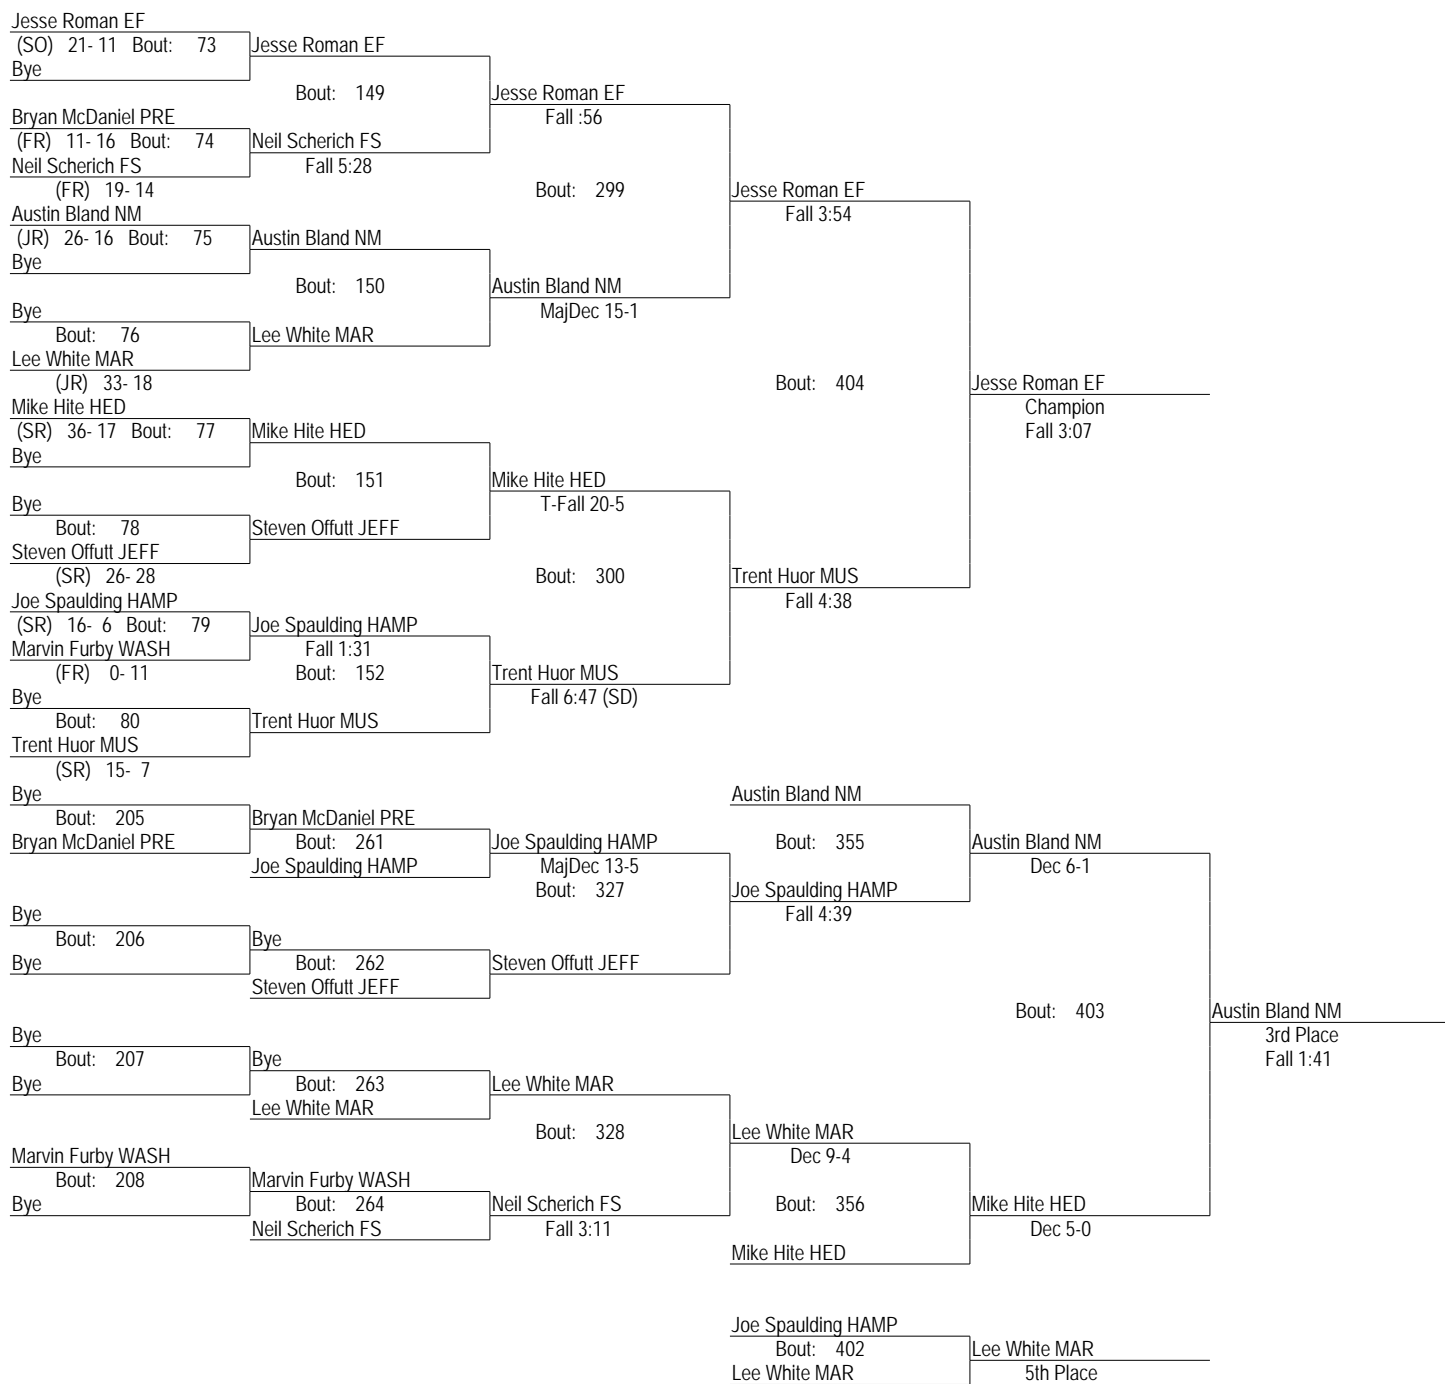 Jesse Roman EF
(SO) 21- 11 Bout: 73 Jesse Roman EF
Bye
Bout: 149 Jesse Roman EF
Bryan McDaniel PRE Fall :56
(FR) 11- 16 Bout: 74 Neil Scherich FS
Neil Scherich FS Fall 5:28
(FR) 19- 14 Bout: 299 Jesse Roman EF
Austin Bland NM Fall 3:54
(JR) 26- 16 Bout: 75 Austin Bland NM
Bye
Bout: 150 Austin Bland NM
Bye MajDec 15-1
Bout: 76 Lee White MAR
Lee White MAR
(JR) 33- 18 Bout: 404 Jesse Roman EF
Mike Hite HED Champion
(SR) 36- 17 Bout: 77 Mike Hite HED Fall 3:07
Bye
Bout: 151 Mike Hite HED
Bye T-Fall 20-5
Bout: 78 Steven Offutt JEFF
Steven Offutt JEFF
(SR) 26- 28 Bout: 300 Trent Huor MUS
Joe Spaulding HAMP Fall 4:38
(SR) 16- 6 Bout: 79 Joe Spaulding HAMP
Marvin Furby WASH Fall 1:31
(FR) 0- 11 Bout: 152 Trent Huor MUS
Bye Fall 6:47 (SD)
Bout: 80 Trent Huor MUS
Trent Huor MUS
(SR) 15- 7
Bye Austin Bland NM
Bout: 205 Bryan McDaniel PRE
Bryan McDaniel PRE Bout: 261 Joe Spaulding HAMP Bout: 355 Austin Bland NM
Joe Spaulding HAMP MajDec 13-5 Dec 6-1
Bout: 327 Joe Spaulding HAMP
Bye Fall 4:39
Bout: 206 Bye
Bye Bout: 262 Steven Offutt JEFF
Steven Offutt JEFF
Bout: 403 Austin Bland NM
Bye 3rd Place
Bout: 207 Bye Fall 1:41
Bye Bout: 263 Lee White MAR
Lee White MAR
Bout: 328 Lee White MAR
Marvin Furby WASH Dec 9-4
Bout: 208 Marvin Furby WASH
Bye Bout: 264 Neil Scherich FS Bout: 356 Mike Hite HED
Neil Scherich FS Fall 3:11 Dec 5-0
Mike Hite HED
Joe Spaulding HAMP
Bout: 402 Lee White MAR
Lee White MAR 5th Place